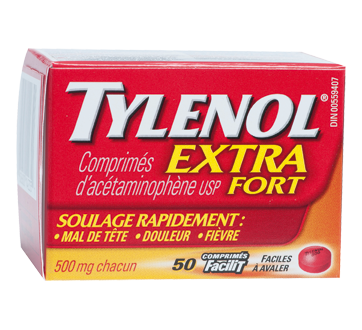 TYLENOL®
DIN 00559407
Comprimés
d'acétaminophène USP
EXTRA
FORT
SOULAGE RAPIDEMENT :
• MAL DE TÊTE • DOULEUR • FIÈVRE
500 mg chacun
50 COMPRIMÉS
FaciliT
FACILES
À AVALER